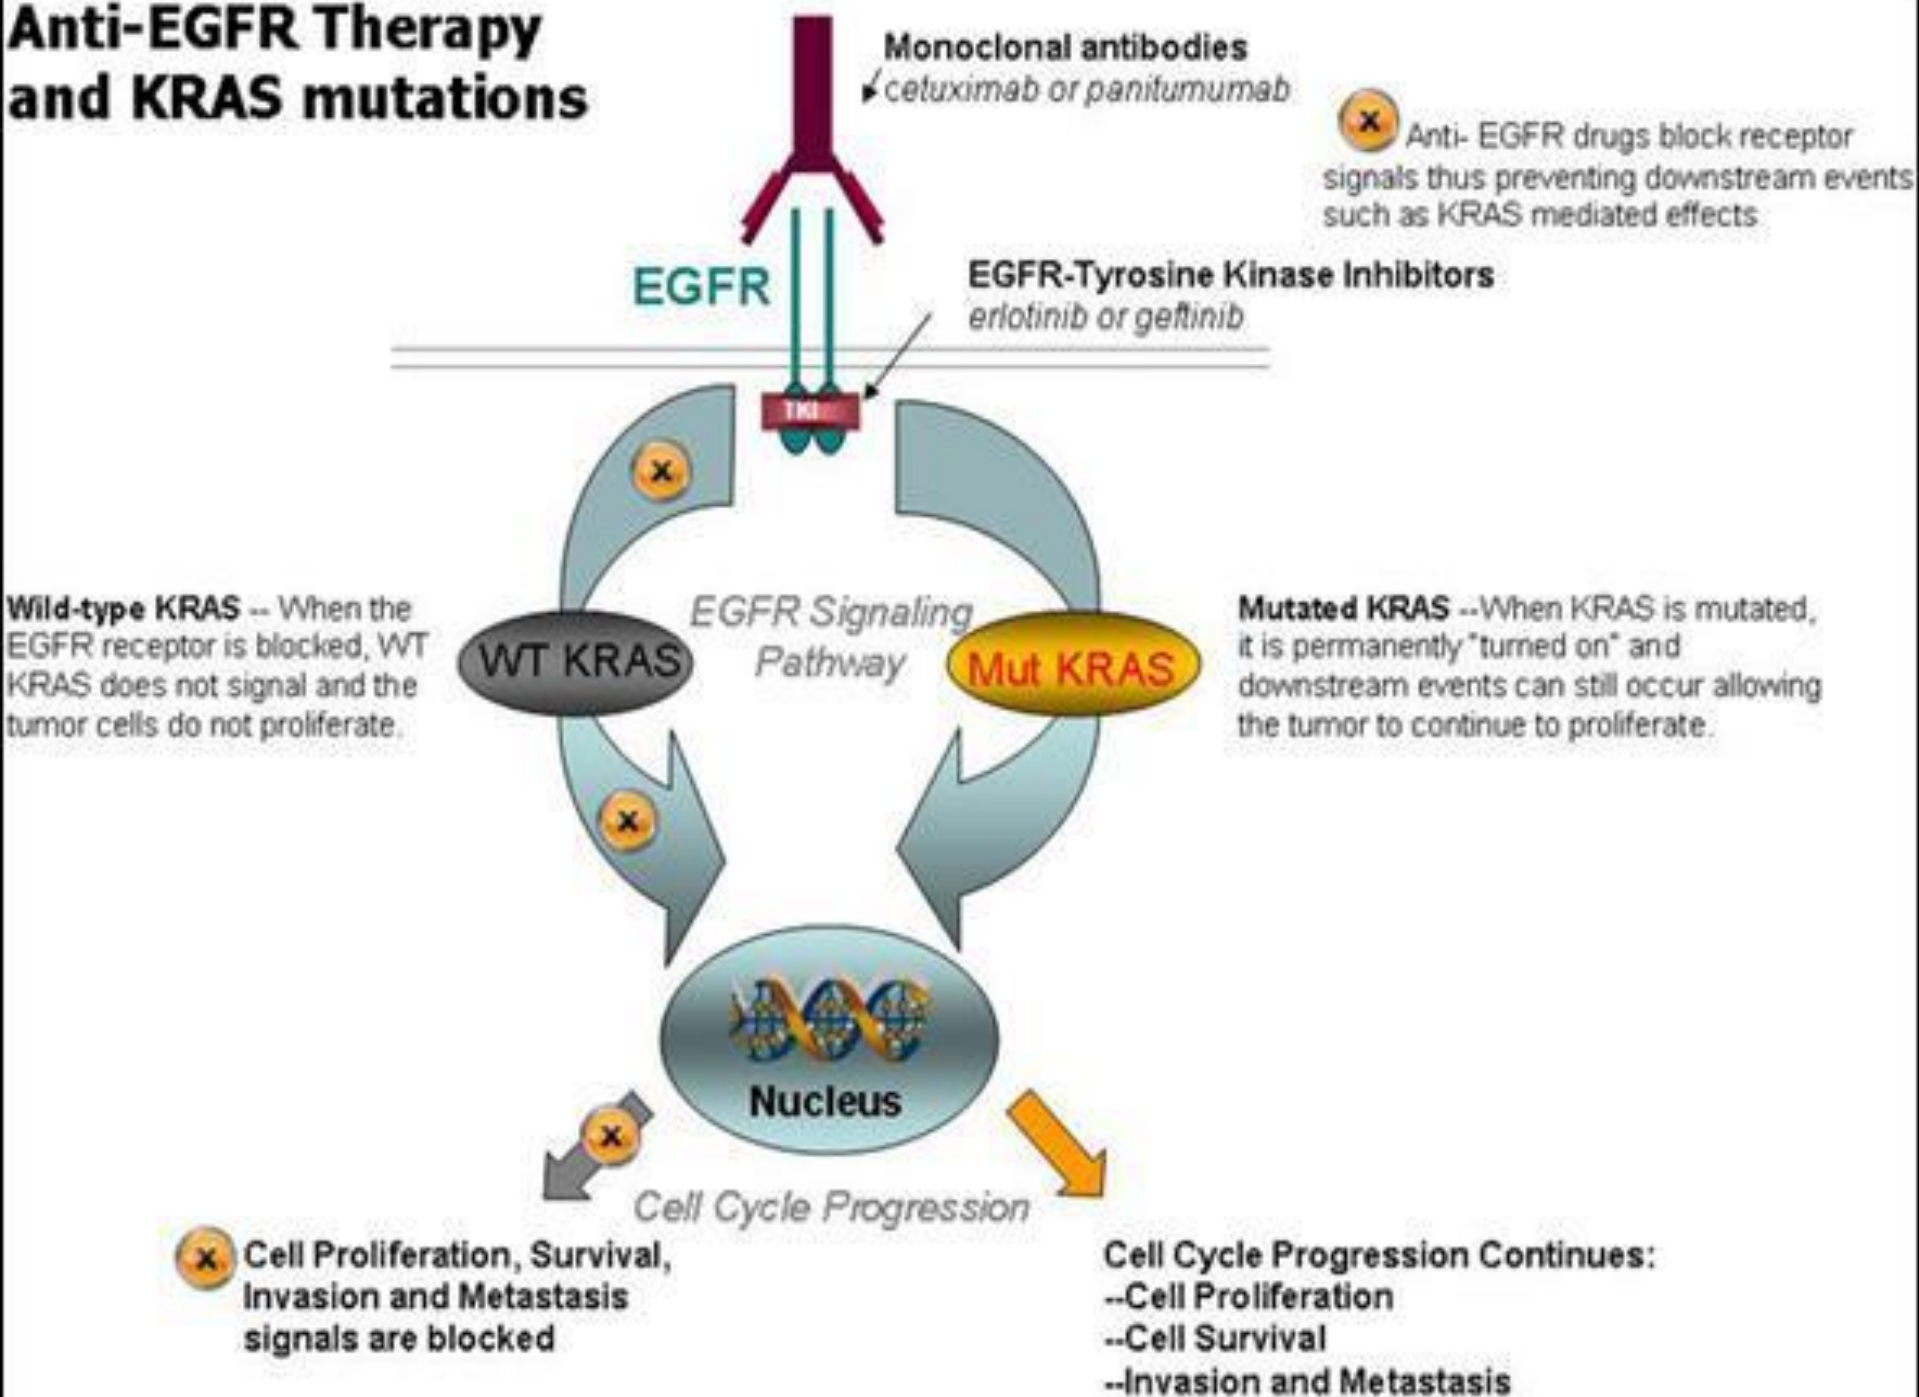 Anti-EGFR Therapy
and KRAS mutations
Monoclonal antibodies
cetuximab or panitumumab
X
Anti- EGFR drugs block receptor
signals thus preventing downstream events
such as KRAS mediated effects
EGFR
EGFR-Tyrosine Kinase Inhibitors
erlotinib or geftinib
TKI
X
Wild-type KRAS -- When the
EGFR receptor is blocked, WT
KRAS does not signal and the
tumor cells do not proliferate.
WT KRAS
EGFR Signaling
Pathway
Mut KRAS
Mutated KRAS --When KRAS is mutated,
it is permanently "turned on" and
downstream events can still occur allowing
the tumor to continue to proliferate.
X
Nucleus
X
Cell Cycle Progression
X
Cell Proliferation, Survival,
Invasion and Metastasis
signals are blocked
Cell Cycle Progression Continues:
--Cell Proliferation
--Cell Survival
--Invasion and Metastasis